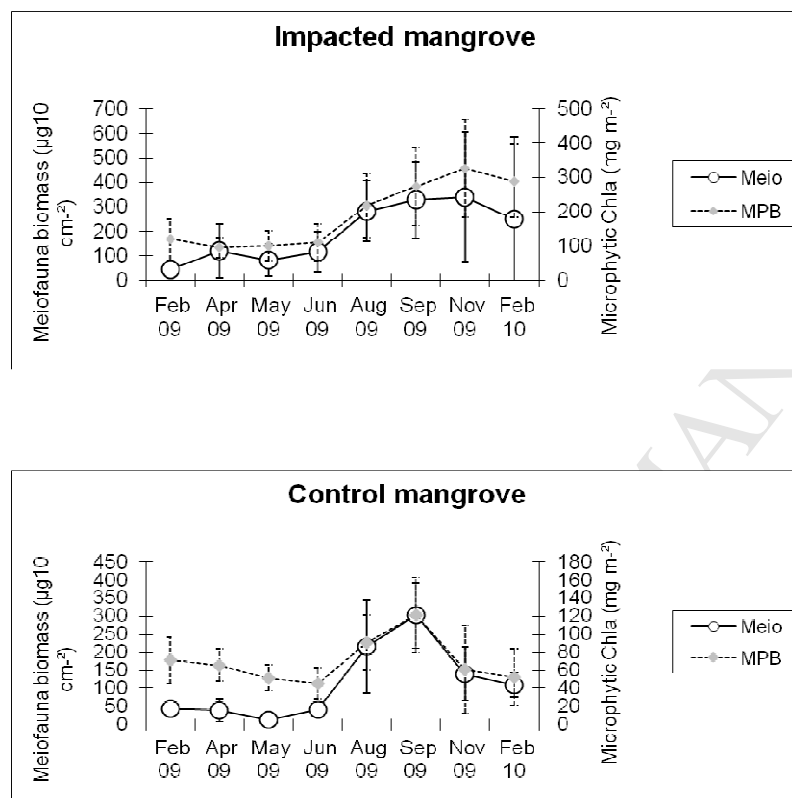 Impacted mangrove
Meiofauna biomass (µg10
cm-²)
700
600
500
400
300
200
100
0
500
400
300
200
100
0
Microphytic Chla (mg m-²)
Feb Apr May Jun Aug Sep Nov Feb
09 09 09 09 09 09 09 10
Meio
MPB
Control mangrove
Meiofauna biomass (µg10
cm-²)
450
400
350
300
250
200
150
100
50
0
180
160
140
120
100
80
60
40
20
0
Microphytic Chla (mg m-²)
Feb Apr May Jun Aug Sep Nov Feb
09 09 09 09 09 09 09 10
Meio
MPB